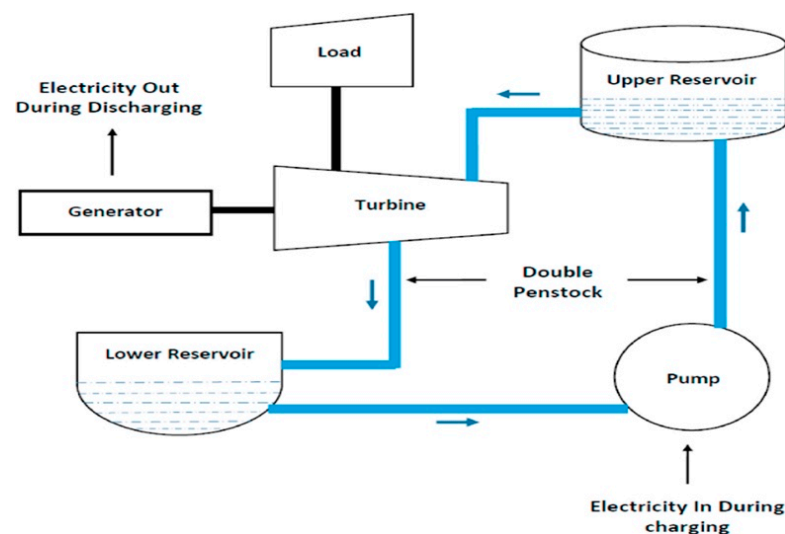 Load
Upper Reservoir
Electricity Out
During Discharging
Generator
Turbine
Double
Penstock
Lower Reservoir
Pump
Electricity In During
charging